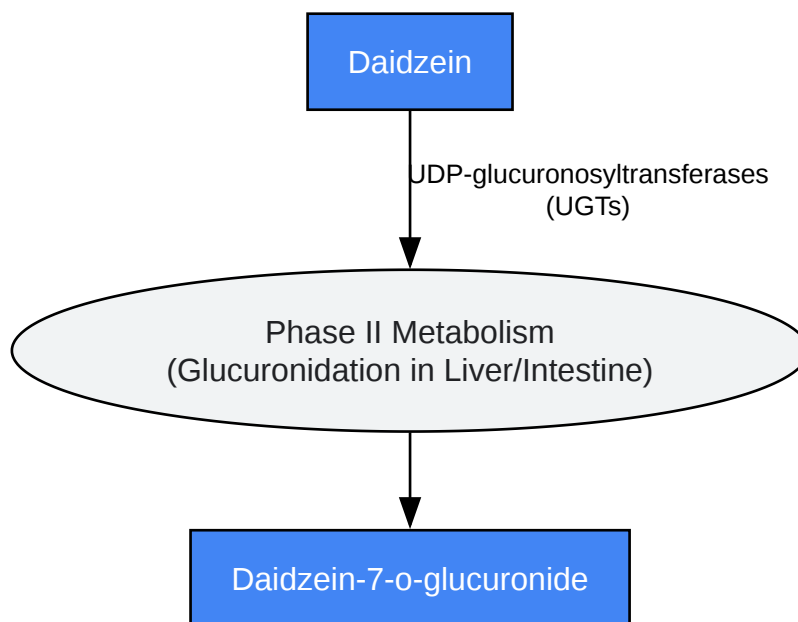 Daidzein
UDP-glucuronosyltransferases
(UGTs)
Phase II Metabolism
(Glucuronidation in Liver/Intestine)
Daidzein-7-o-glucuronide